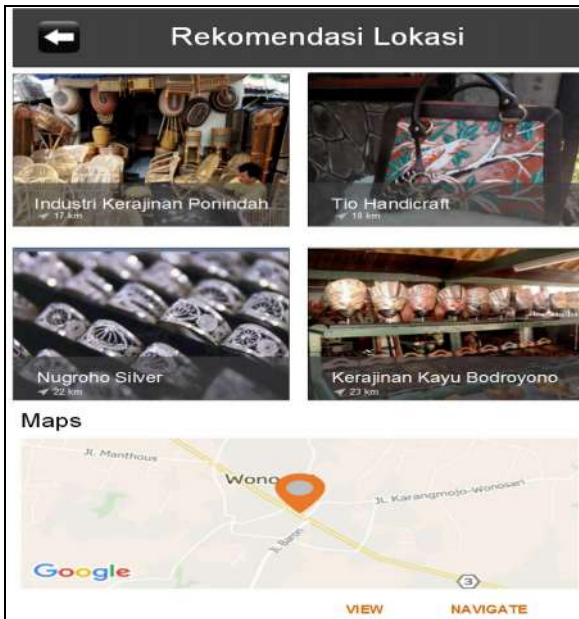 Rekomendasi Lokasi
Industri Kerajinan Ponindah
17 km
Tio Handicraft
18 km
Nugroho Silver
22 km
Kerajinan Kayu Bodroyono
23 km
Maps
JL. Manthous
Wono
JL. Karangmojo-Wonosari
Jl. Baron
Google
3
VIEW
NAVIGATE